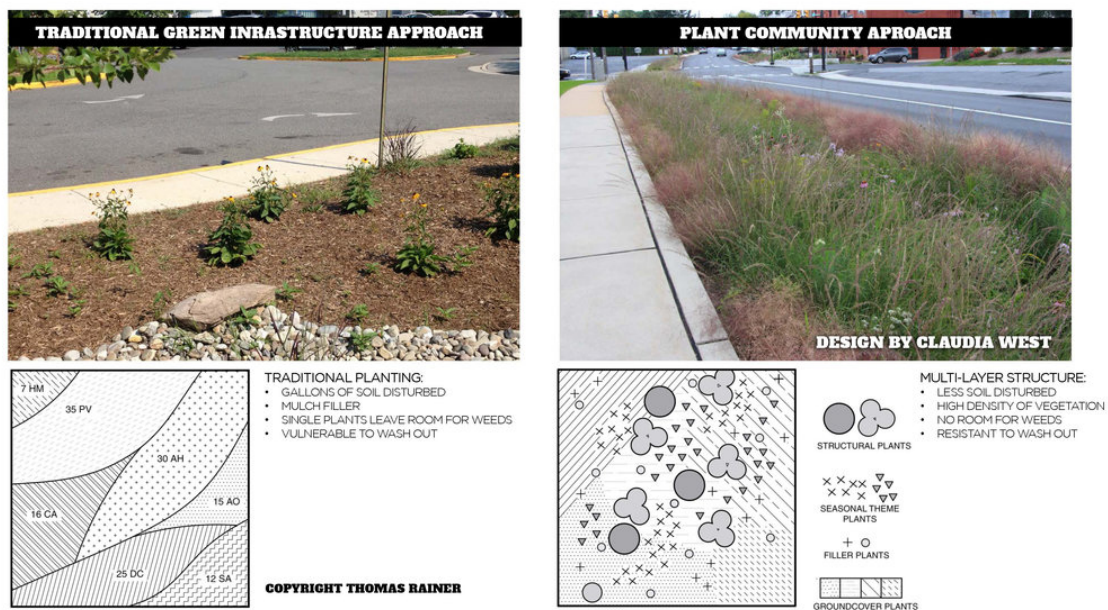 TRADITIONAL GREEN INRASTRUCTURE APPROACH
7 HM
35 PV
30 AH
15 AO
16 CA
25 DC
12 SA
TRADITIONAL PLANTING:
• GALLONS OF SOIL DISTURBED
• MULCH FILLER
• SINGLE PLANTS LEAVE ROOM FOR WEEDS
• VULNERABLE TO WASH OUT
COPYRIGHT THOMAS RAINER
PLANT COMMUNITY APROACH
DESIGN BY CLAUDIA WEST
STRUCTURAL PLANTS
SEASONAL THEME
PLANTS
FILLER PLANTS
GROUNDCOVER PLANTS
MULTI-LAYER STRUCTURE:
• LESS SOIL DISTURBED
• HIGH DENSITY OF VEGETATION
• NO ROOM FOR WEEDS
• RESISTANT TO WASH OUT